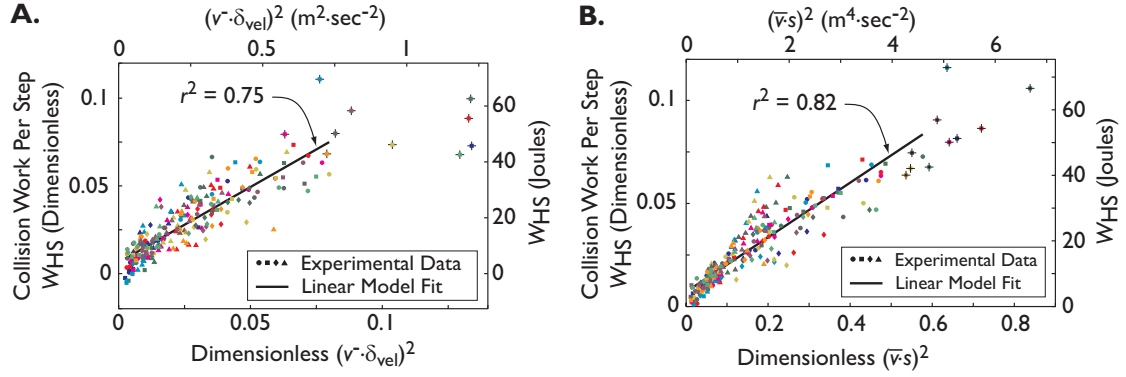 A.
(v⁻·δvel)² (m²·sec⁻²)
0 0.5 1
Collision Work Per Step
WHS (Dimensionless)
0.1
0.05
0
r² = 0.75
60
40
20
0
WHS (Joules)
Experimental Data
Linear Model Fit
0 0.05 0.1
Dimensionless (v⁻·δvel)²
B.
(v̅·s)² (m⁴·sec⁻²)
0 2 4 6
Collision Work Per Step
WHS (Dimensionless)
0.1
0.05
0
r² = 0.82
60
40
20
0
WHS (Joules)
Experimental Data
Linear Model Fit
0 0.2 0.4 0.6 0.8
Dimensionless (v̅·s)²